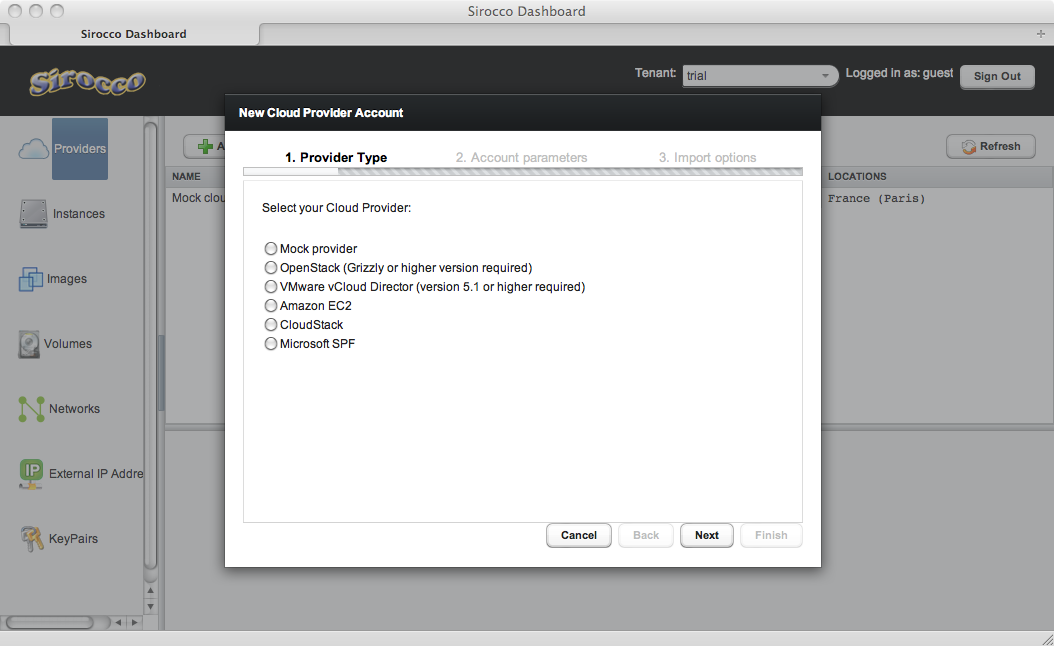 Sirocco Dashboard
Sirocco Dashboard
Sirocco
Tenant: trial Logged in as: guest Sign Out
New Cloud Provider Account
Providers
Refresh
1. Provider Type 2. Account parameters 3. Import options
NAME LOCATIONS
Mock France (Paris)
Select your Cloud Provider:
Instances
Mock provider
OpenStack (Grizzly or higher version required)
Images
VMware vCloud Director (version 5.1 or higher required)
Amazon EC2
CloudStack
Volumes
Microsoft SPF
Networks
IP
External IP Addre
KeyPairs
Cancel Back Next Finish